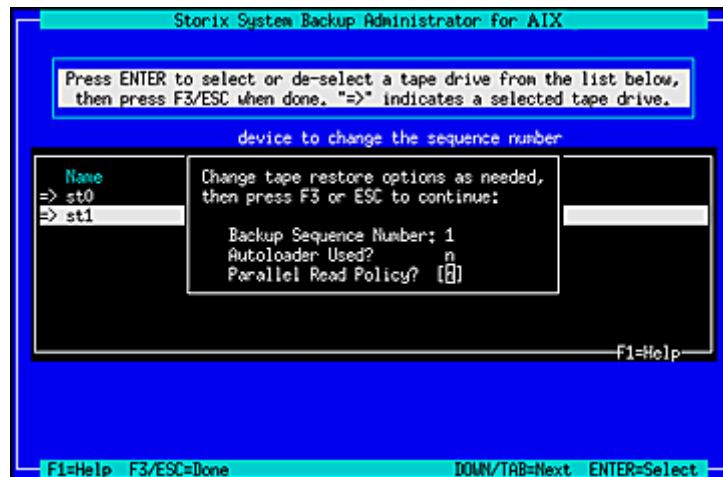 Storix System Backup Administrator for AIX
Press ENTER to select or de-select a tape drive from the list below,
then press F3/ESC when done. "=>" indicates a selected tape drive.
device to change the sequence number
Name
=> st0
=> st1
Change tape restore options as needed,
then press F3 or ESC to continue:
Backup Sequence Number: 1
Autoloader Used? n
Parallel Read Policy? [n]
F1=Help
F1=Help F3/ESC=Done DOWN/TAB=Next ENTER=Select